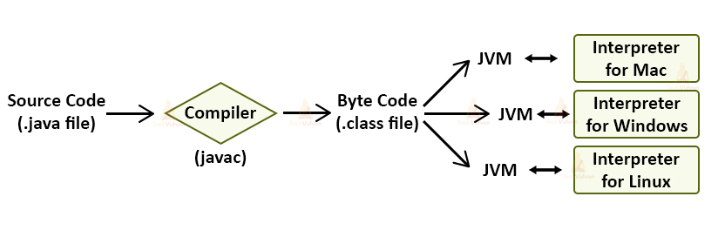 Source Code
(.java file)
Compiler
(javac)
Byte Code
(.class file)
JVM
Interpreter
for Mac
JVM
Interpreter
for Windows
JVM
Interpreter
for Linux